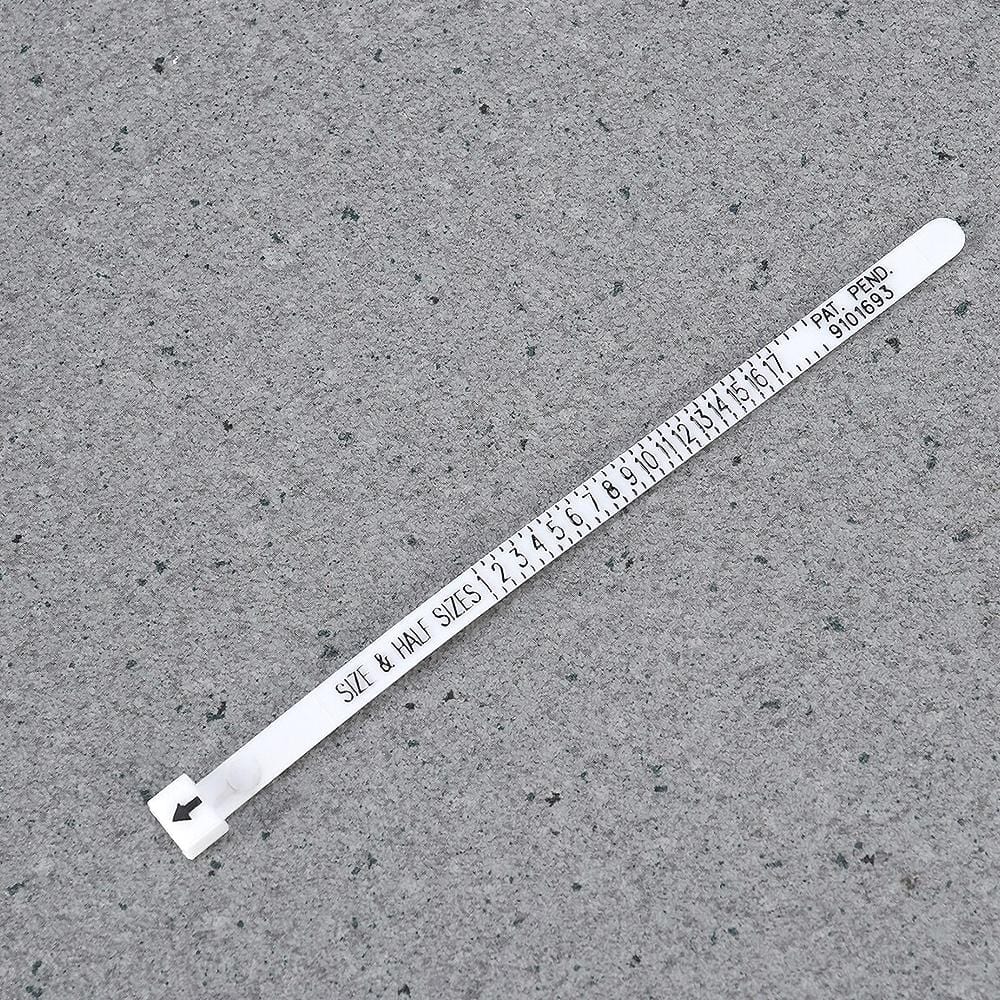 SIZE & HALF SIZES 1 2 3 4 5 6 7 8 9 10 11 12 13 14 15 16 17
PAT. PEND.
9101693